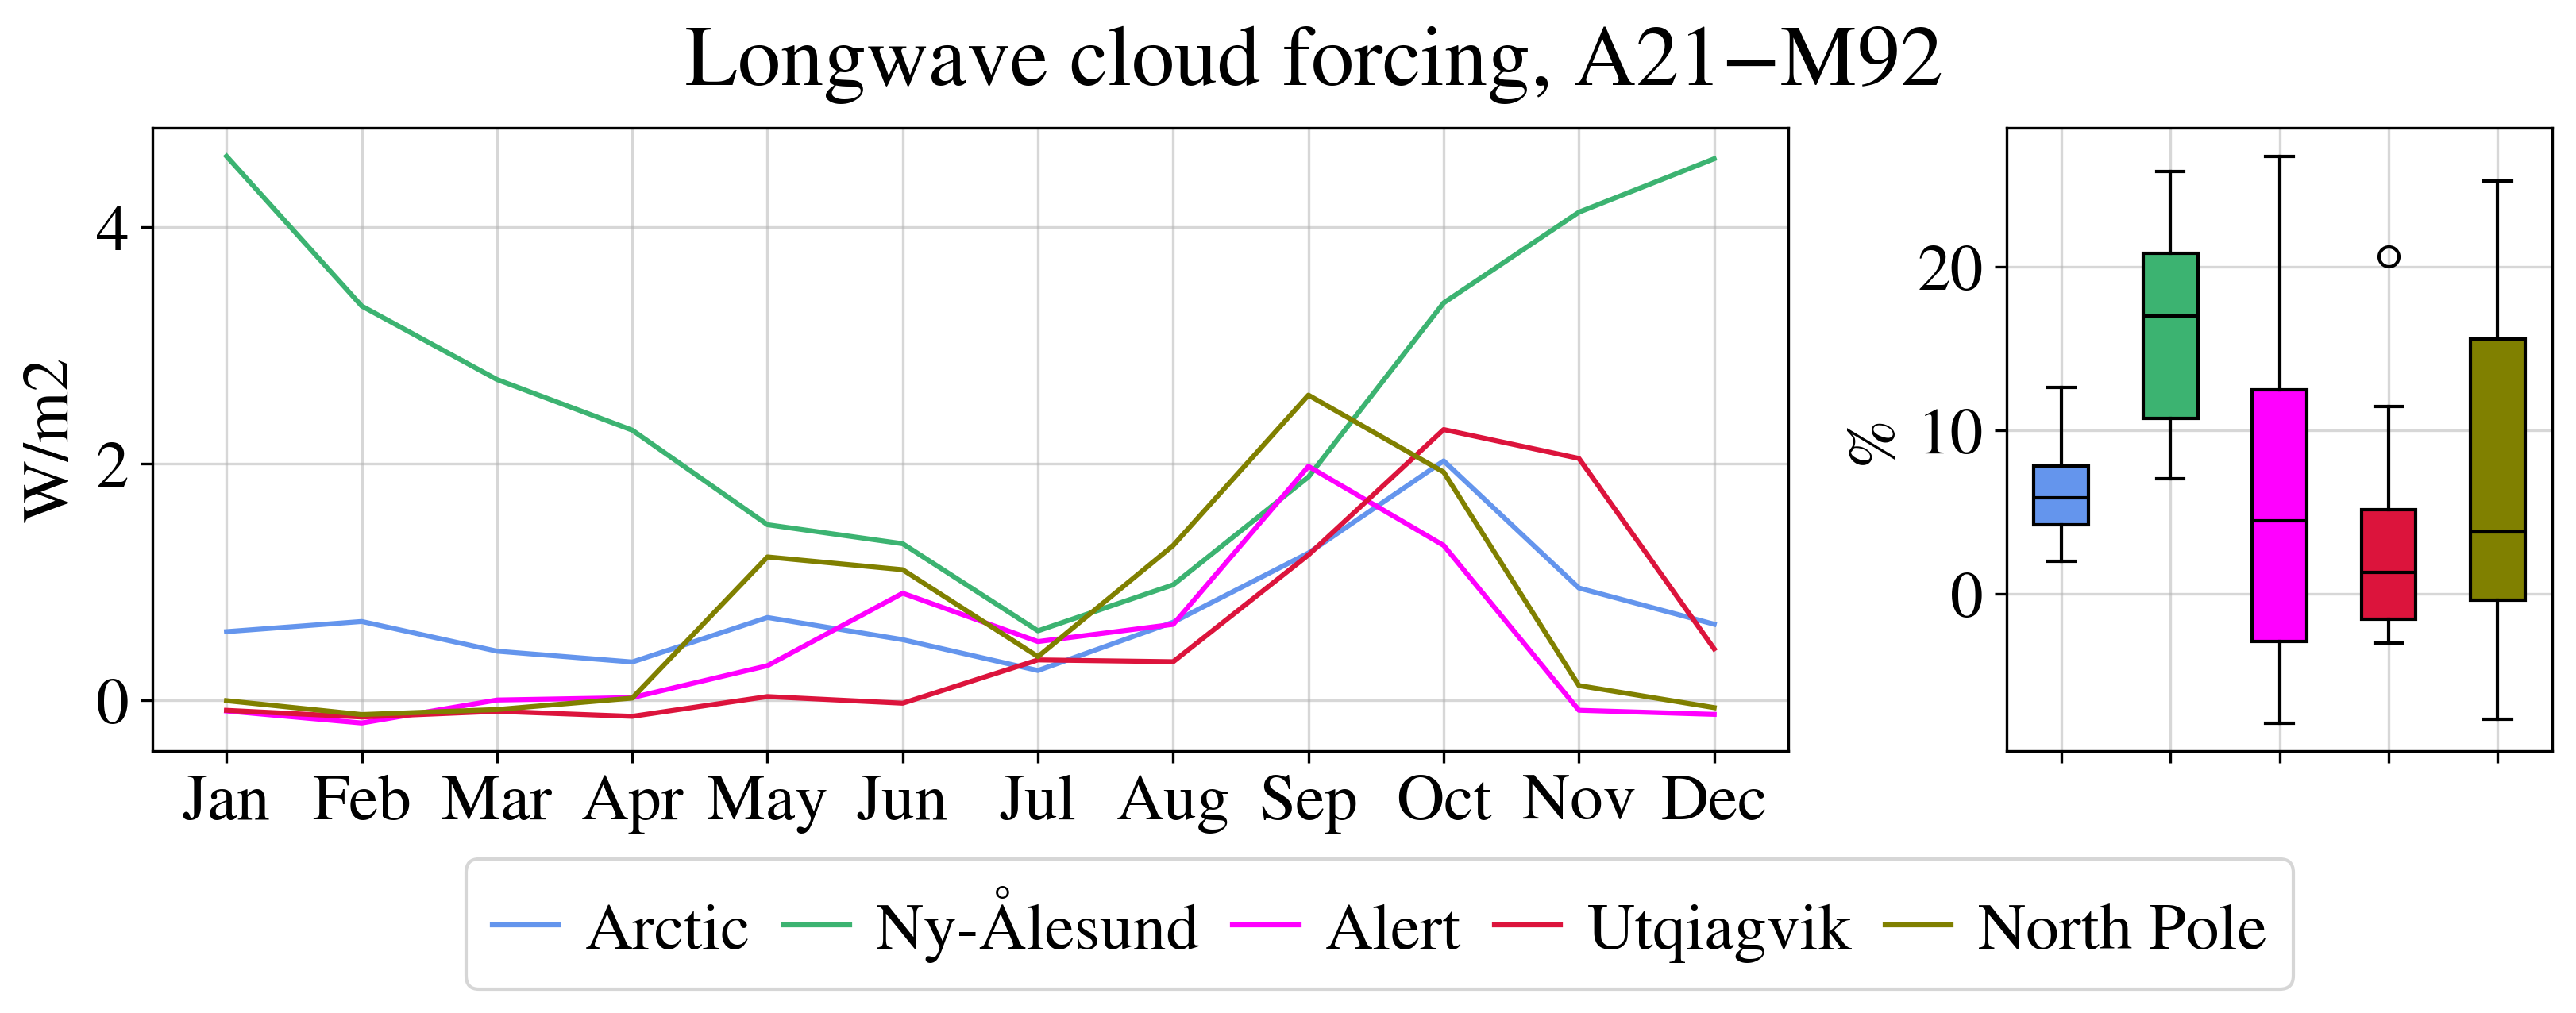 Longwave cloud forcing, A21−M92
W/m2
4
2
0
Jan Feb Mar Apr May Jun Jul Aug Sep Oct Nov Dec
%
20
10
0
Arctic Ny-Ålesund Alert Utqiagvik North Pole